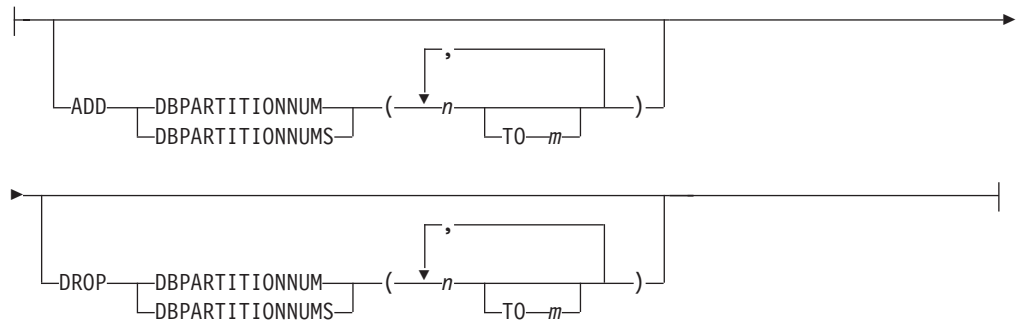 ,
ADD DBPARTITIONNUM ( n )
DBPARTITIONNUMS TO m
,
DROP DBPARTITIONNUM ( n )
DBPARTITIONNUMS TO m